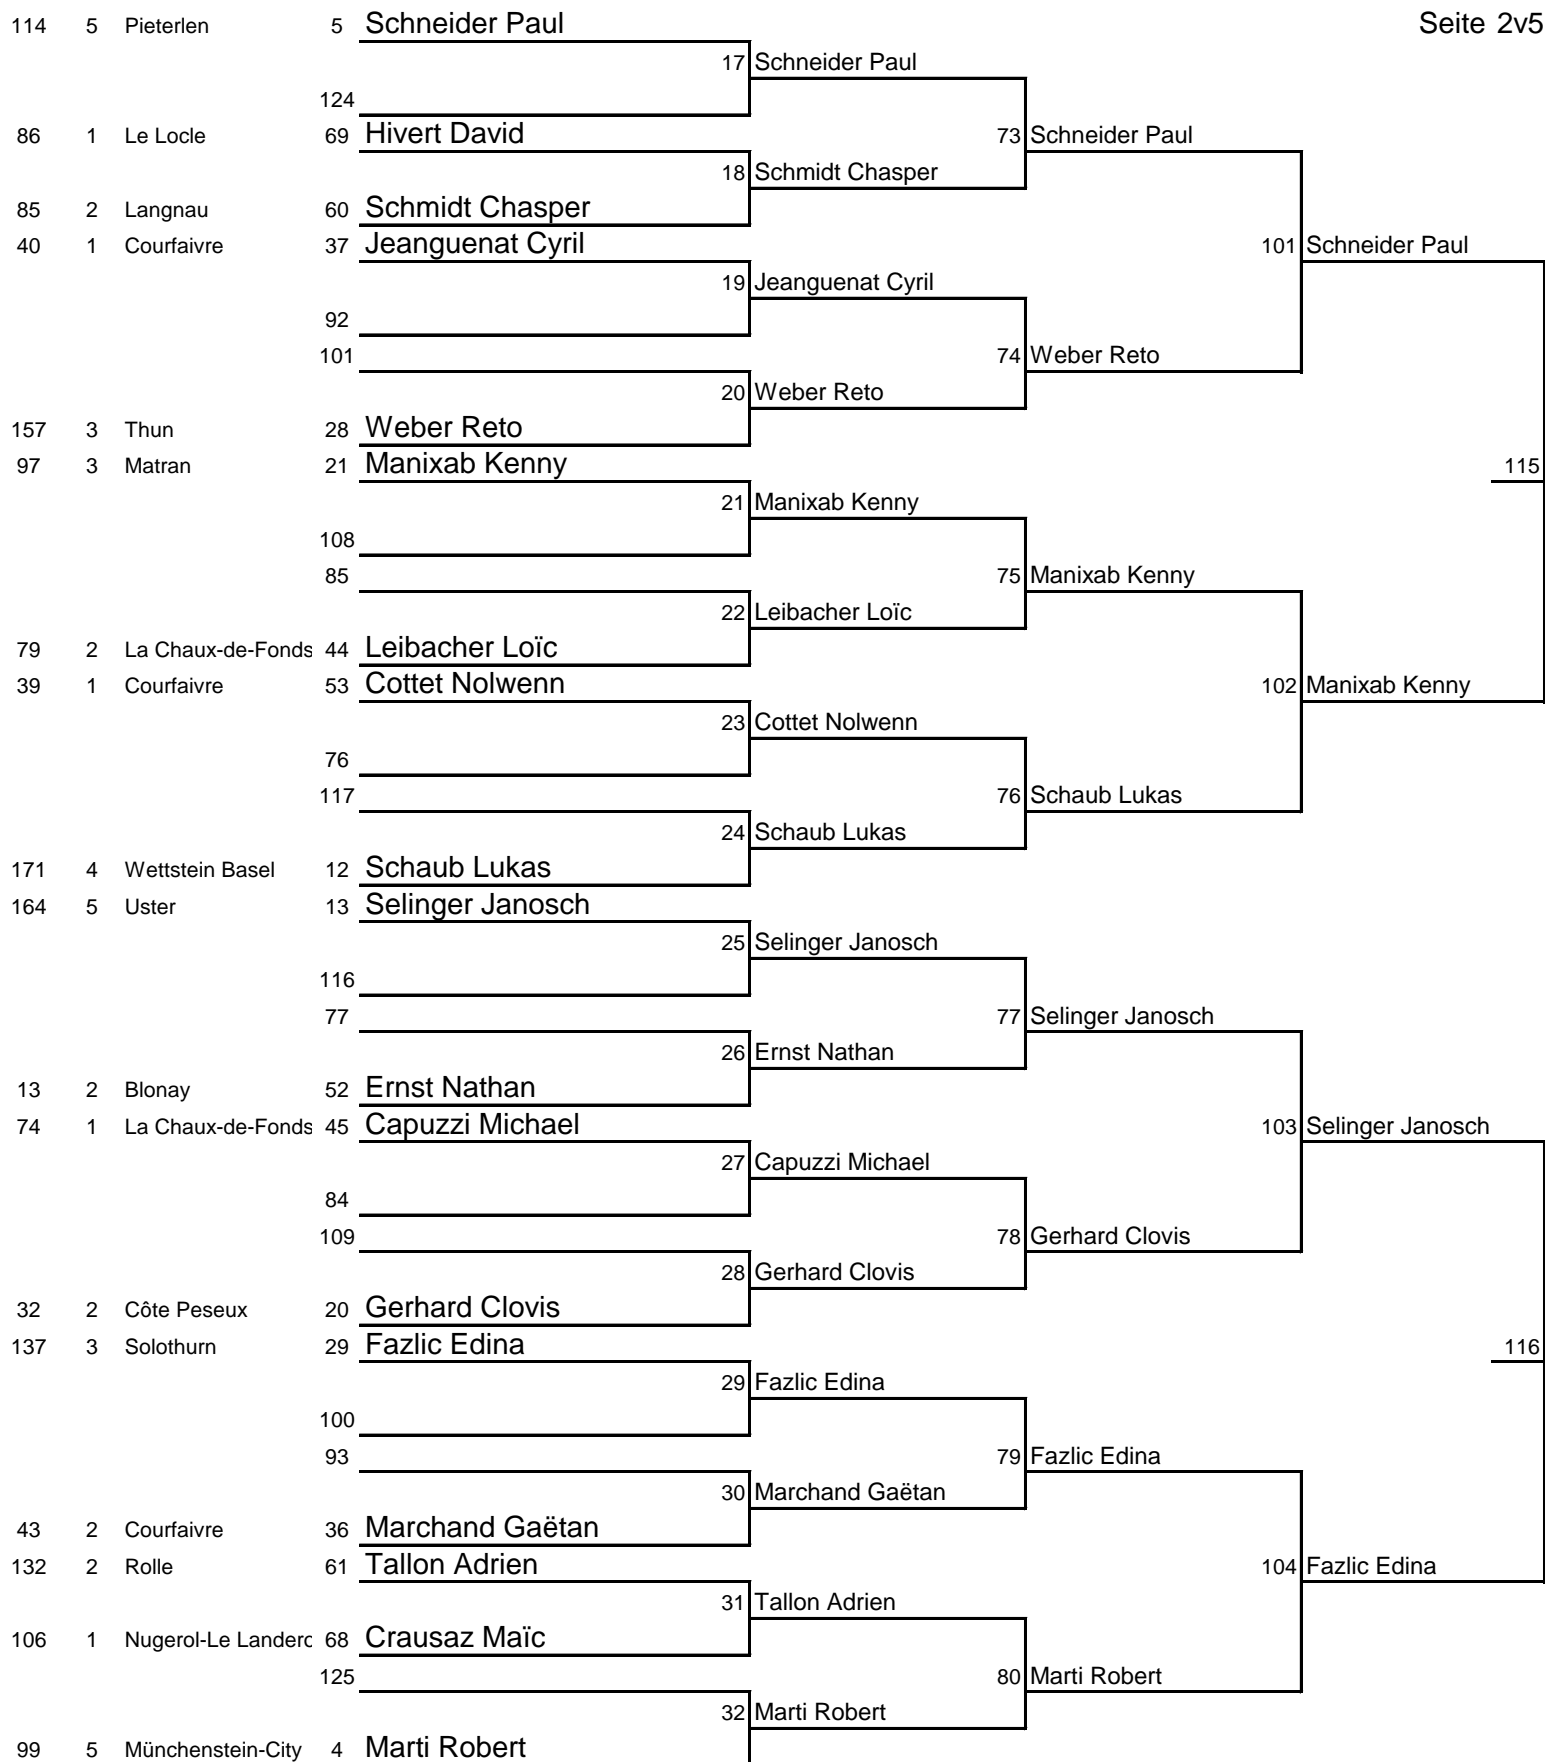 114 5 Pieterlen 5 Schneider Paul Seite 2v5
17 Schneider Paul
124
86 1 Le Locle 69 Hivert David 73 Schneider Paul
18 Schmidt Chasper
85 2 Langnau 60 Schmidt Chasper
40 1 Courfaivre 37 Jeanguenat Cyril 101 Schneider Paul
19 Jeanguenat Cyril
92
101 74 Weber Reto
20 Weber Reto
157 3 Thun 28 Weber Reto
97 3 Matran 21 Manixab Kenny 115
21 Manixab Kenny
108
85 75 Manixab Kenny
22 Leibacher Loïc
79 2 La Chaux-de-Fonds 44 Leibacher Loïc
39 1 Courfaivre 53 Cottet Nolwenn 102 Manixab Kenny
23 Cottet Nolwenn
76
117 76 Schaub Lukas
24 Schaub Lukas
171 4 Wettstein Basel 12 Schaub Lukas
164 5 Uster 13 Selinger Janosch
25 Selinger Janosch
116
77 77 Selinger Janosch
26 Ernst Nathan
13 2 Blonay 52 Ernst Nathan
74 1 La Chaux-de-Fonds 45 Capuzzi Michael 103 Selinger Janosch
27 Capuzzi Michael
84
109 78 Gerhard Clovis
28 Gerhard Clovis
32 2 Côte Peseux 20 Gerhard Clovis
137 3 Solothurn 29 Fazlic Edina 116
29 Fazlic Edina
100
93 79 Fazlic Edina
30 Marchand Gaëtan
43 2 Courfaivre 36 Marchand Gaëtan
132 2 Rolle 61 Tallon Adrien 104 Fazlic Edina
31 Tallon Adrien
106 1 Nugerol-Le Landerc 68 Crausaz Maïc
125 80 Marti Robert
32 Marti Robert
99 5 Münchenstein-City 4 Marti Robert